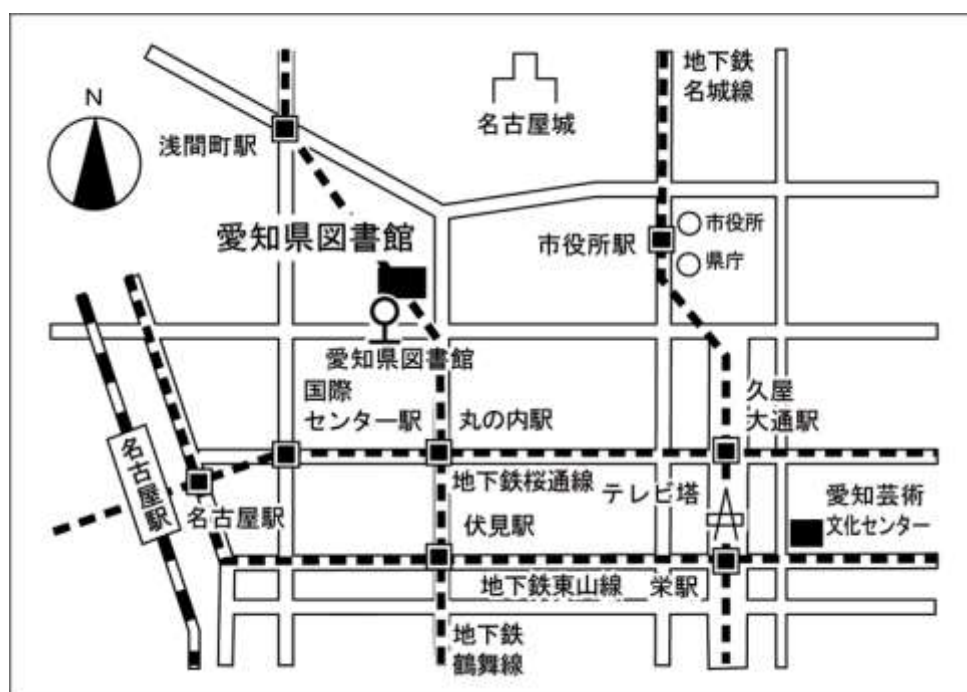 N
地下鉄
名城線
名古屋城
浅間町駅
愛知県図書館
市役所
市役所駅
県庁
愛知県図書館
国際
センター駅
丸の内駅
久屋
大通駅
名古屋駅
名古屋駅
地下鉄桜通線
テレビ塔
愛知芸術
文化センター
伏見駅
地下鉄東山線
栄駅
地下鉄
鶴舞線